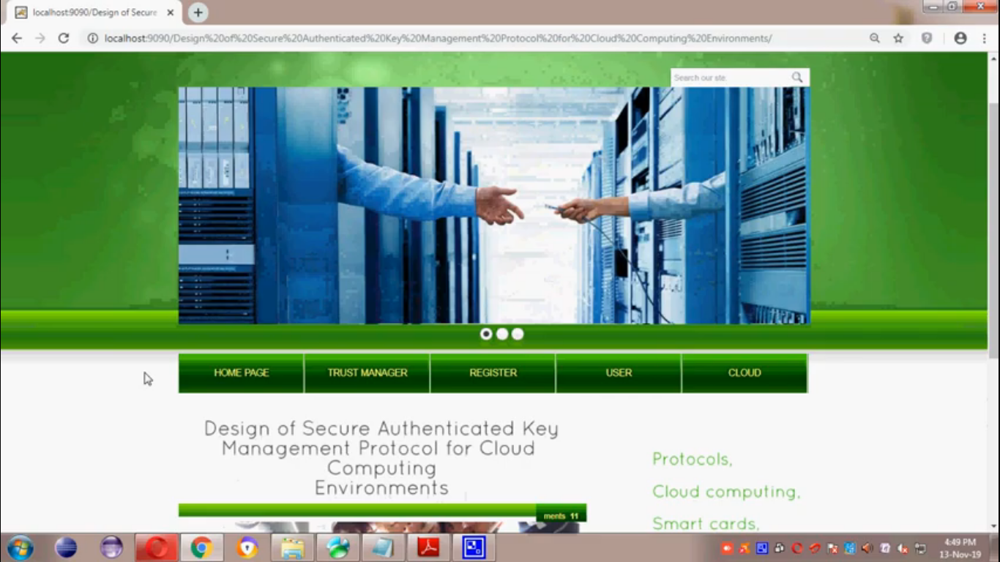 localhost:9090/Design of Secure
localhost:9090/Design%20of%20Secure%20Authenticated%20Key%20Management%20Protocol%20for%20Cloud%20Computing%20Environments/
Search our site:
HOME PAGE
TRUST MANAGER
REGISTER
USER
CLOUD
Design of Secure Authenticated Key
Management Protocol for Cloud
Computing
Environments
ments 11
Protocols,
Cloud computing,
Smart cards,
4:49 PM
13-Nov-19